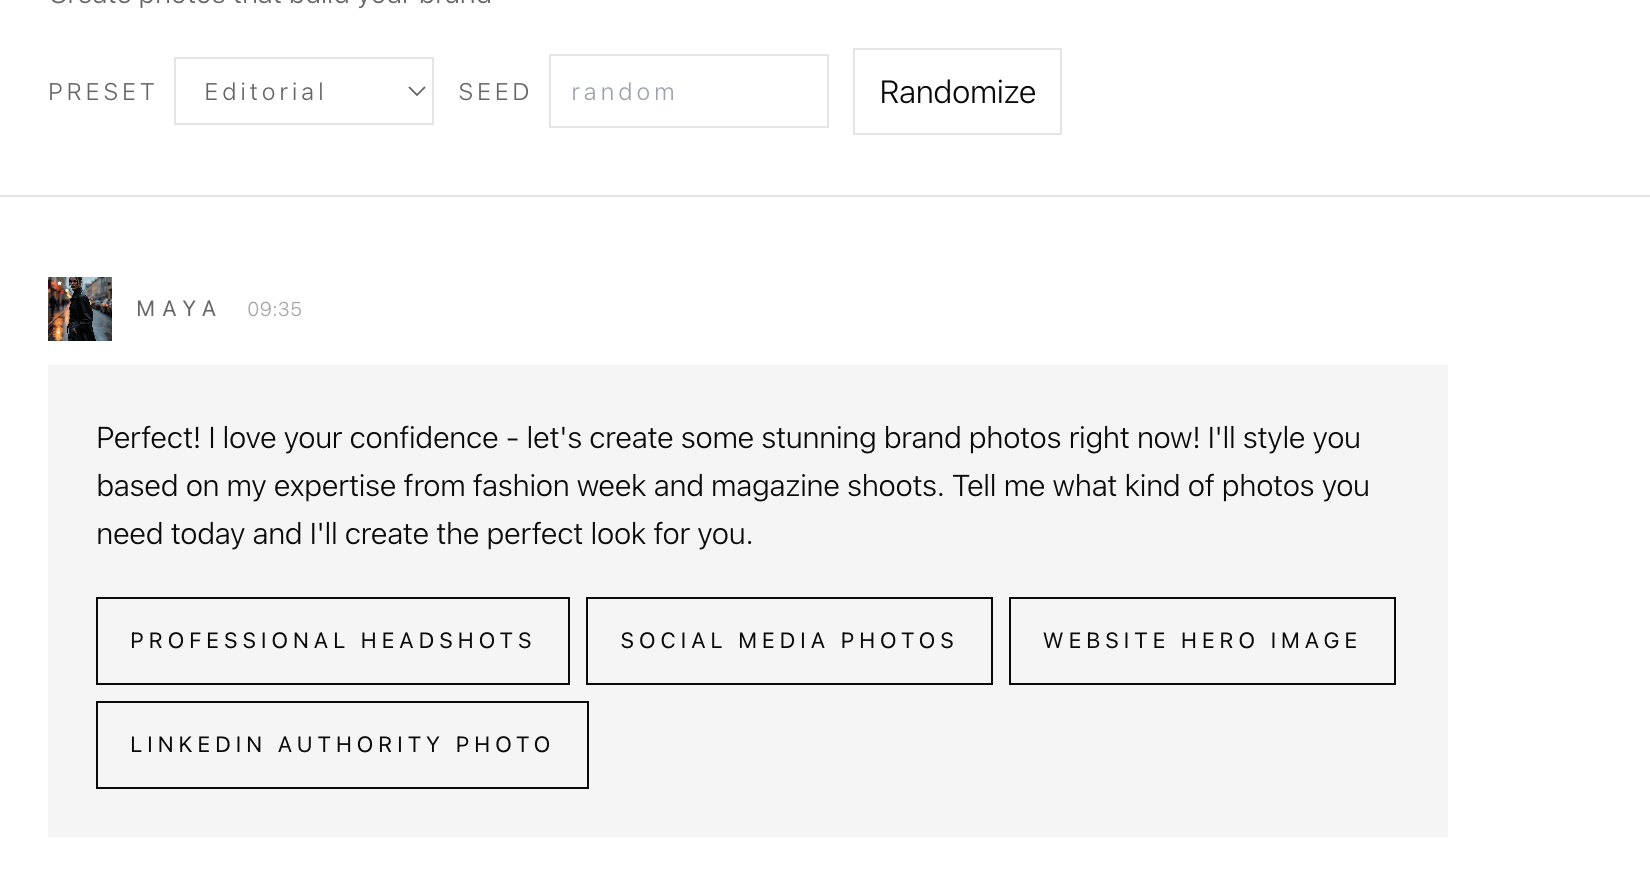 Create photos that build your brand
PRESET Editorial SEED random Randomize
MAYA 09:35
Perfect! I love your confidence - let's create some stunning brand photos right now! I'll style you
based on my expertise from fashion week and magazine shoots. Tell me what kind of photos you
need today and I'll create the perfect look for you.
PROFESSIONAL HEADSHOTS SOCIAL MEDIA PHOTOS WEBSITE HERO IMAGE
LINKEDIN AUTHORITY PHOTO